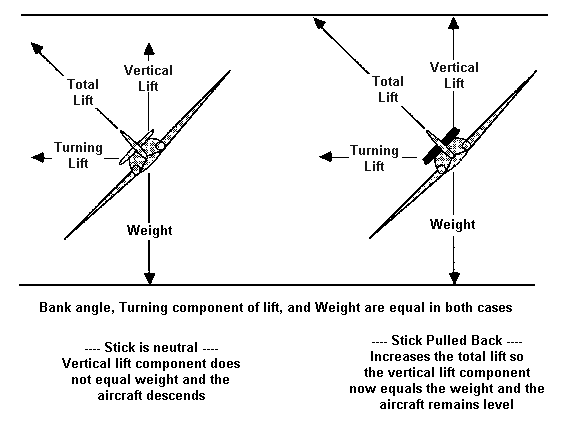 Total
Lift
Vertical
Lift
Turning
Lift
Weight
Total
Lift
Vertical
Lift
Turning
Lift
Weight
Bank angle, Turning component of lift, and Weight are equal in both cases
---- Stick is neutral ----
Vertical lift component does
not equal weight and the
aircraft descends
---- Stick Pulled Back ----
Increases the total lift so
the vertical lift component
now equals the weight and the
aircraft remains level